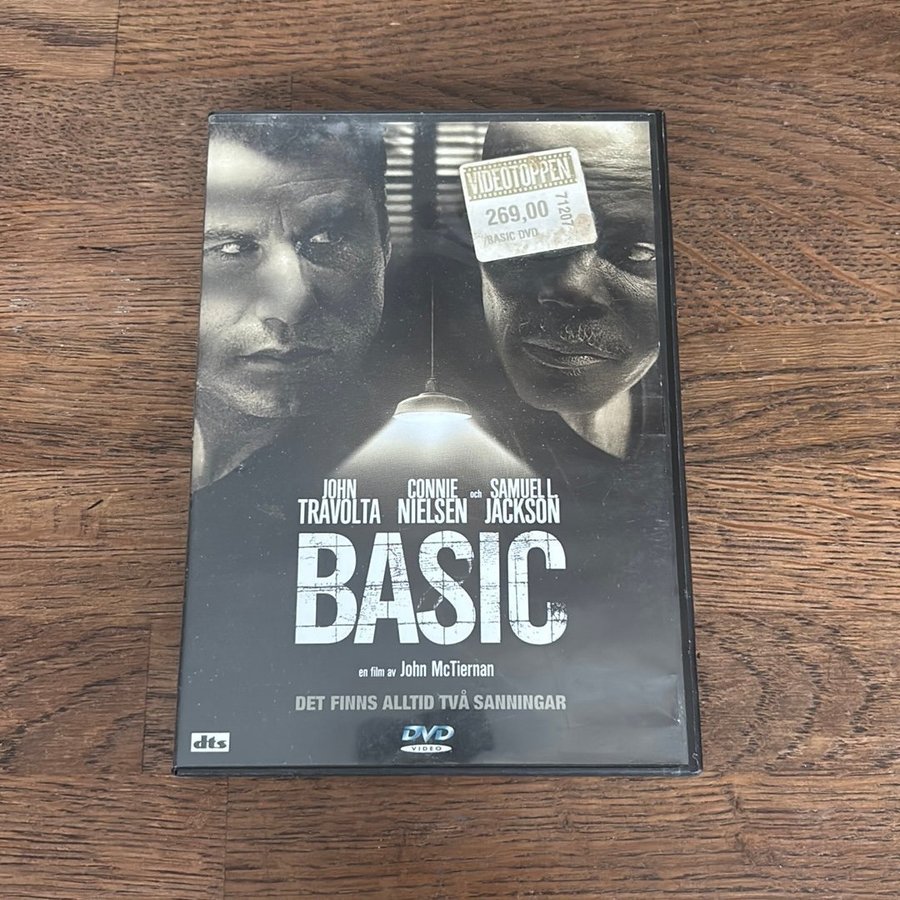 VIDEOTOPPEN
269,00
71207
BASIC DVD
JOHN TRAVOLTA
CONNIE NIELSEN
och
SAMUEL L. JACKSON
BASIC
en film av John McTiernan
DET FINNS ALLTID TVÅ SANNINGAR
dts
DVD
VIDEO